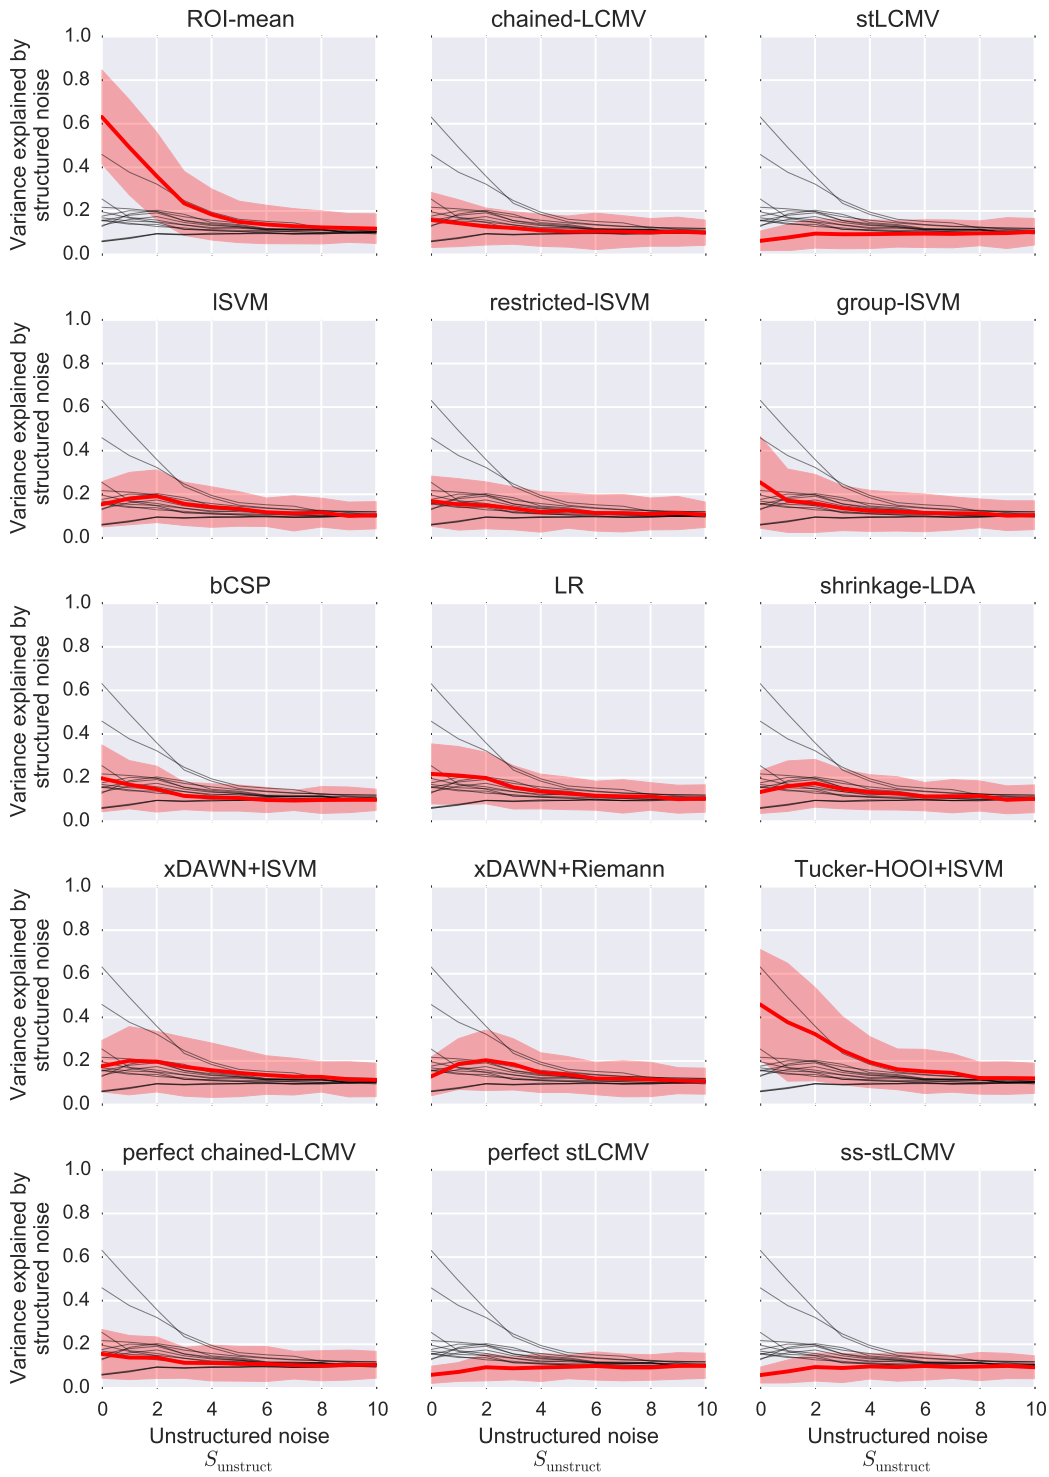 ROI-mean chained-LCMV stLCMV
Variance explained by
structured noise
1.0
0.8
0.6
0.4
0.2
0.0
lSVM restricted-lSVM group-lSVM
Variance explained by
structured noise
1.0
0.8
0.6
0.4
0.2
0.0
bCSP LR shrinkage-LDA
Variance explained by
structured noise
1.0
0.8
0.6
0.4
0.2
0.0
xDAWN+lSVM xDAWN+Riemann Tucker-HOOI+lSVM
Variance explained by
structured noise
1.0
0.8
0.6
0.4
0.2
0.0
perfect chained-LCMV perfect stLCMV ss-stLCMV
Variance explained by
structured noise
1.0
0.8
0.6
0.4
0.2
0.0
0 2 4 6 8 10 0 2 4 6 8 10 0 2 4 6 8 10
Unstructured noise Unstructured noise Unstructured noise
S_unstruct S_unstruct S_unstruct